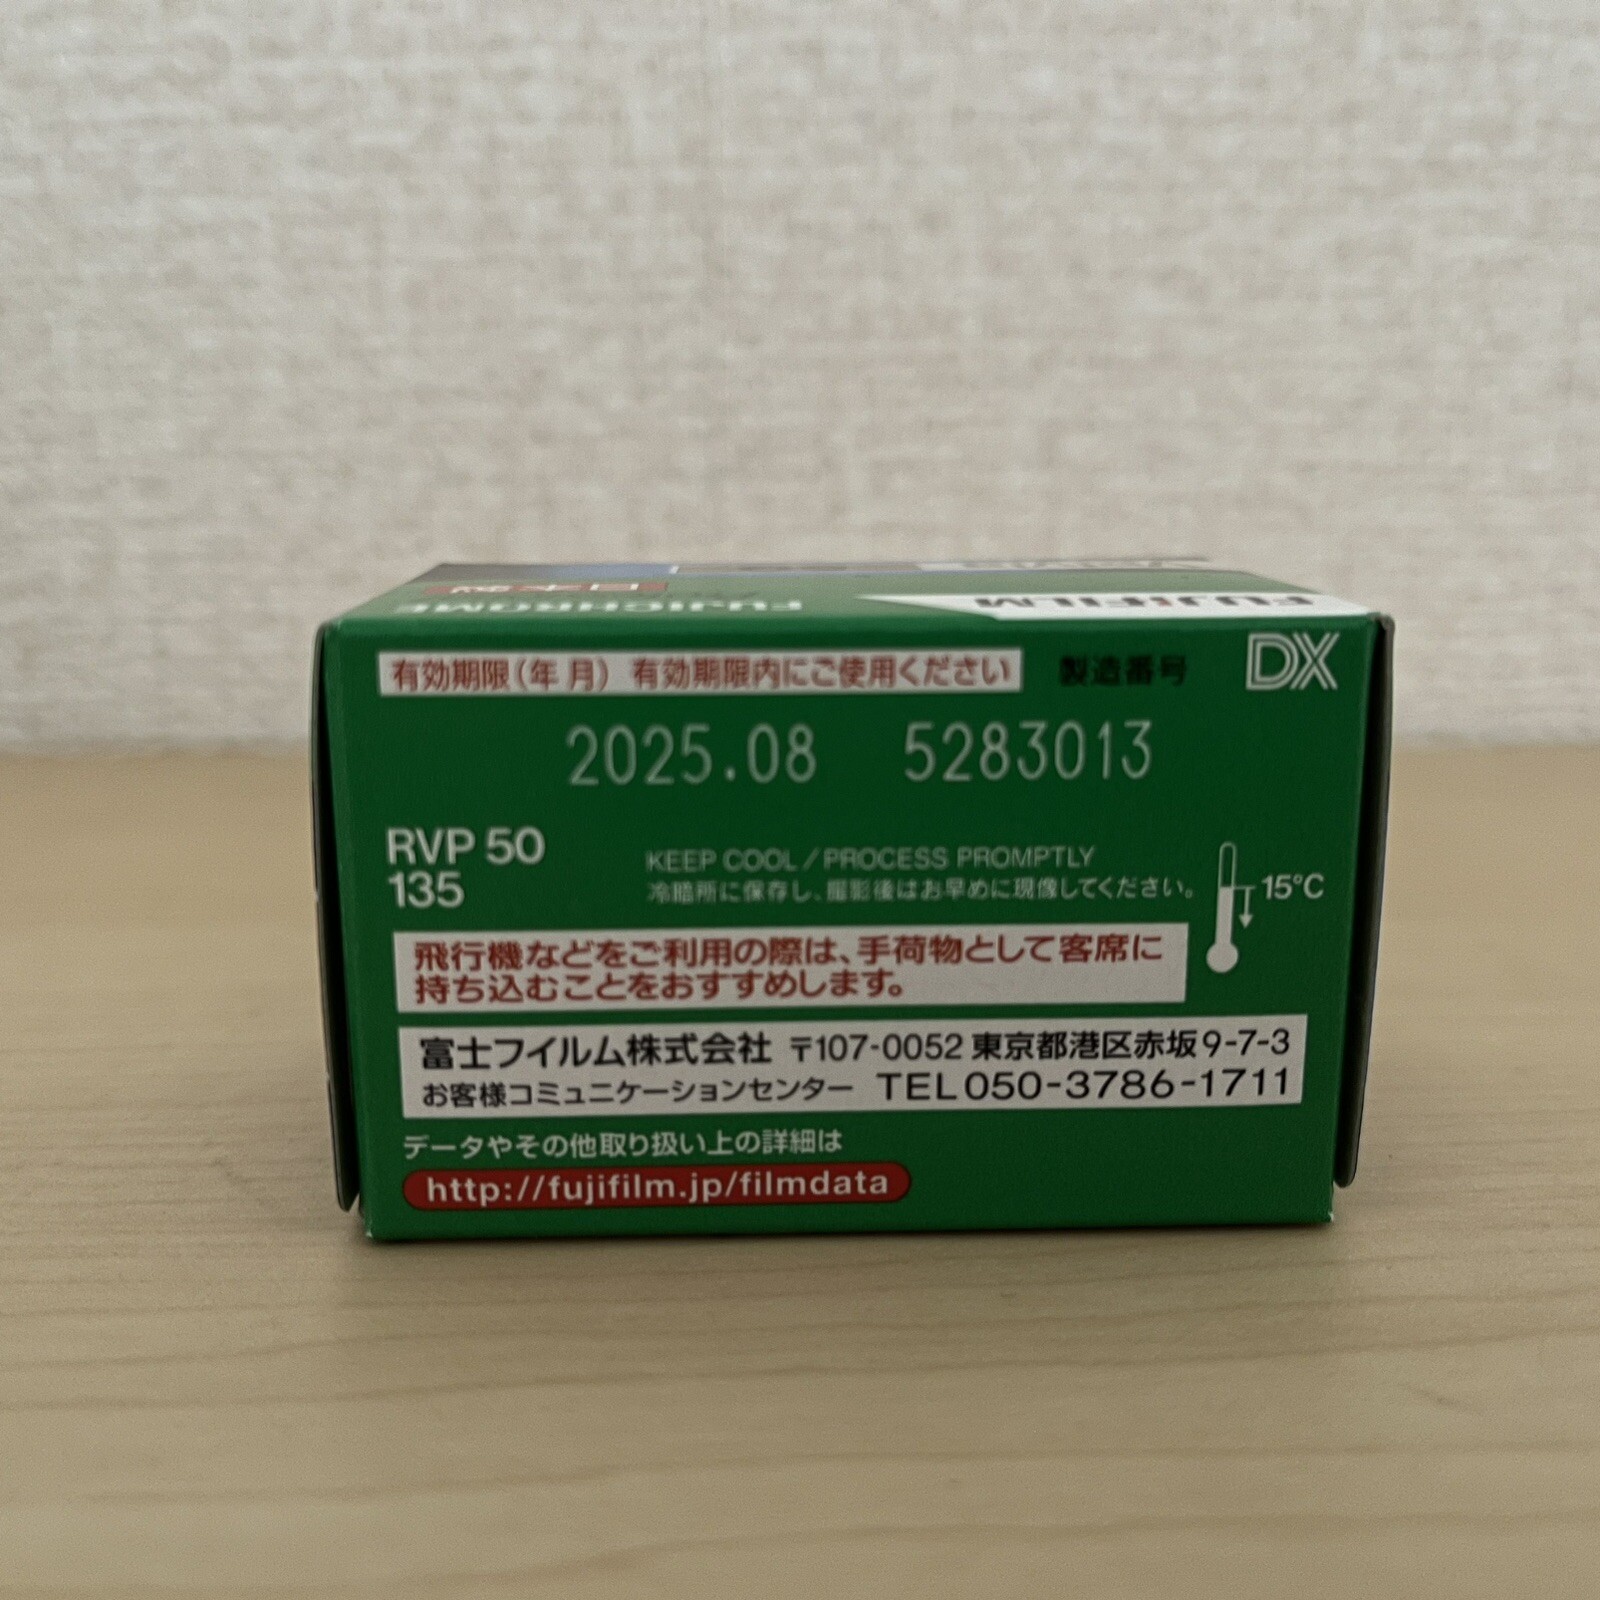 FUJIFILM
FUJICHROME
有効期限(年 月) 有効期限内にご使用ください
製造番号
DX
2025.08 5283013
RVP 50
135
KEEP COOL/PROCESS PROMPTLY
冷暗所に保存し、撮影後はお早めに現像してください。
15°C
飛行機などをご利用の際は、手荷物として客席に
持ち込むことをおすすめします。
富士フイルム株式会社 〒107-0052 東京都港区赤坂9-7-3
お客様コミュニケーションセンター TEL050-3786-1711
データやその他取り扱い上の詳細は
http://fujifilm.jp/filmdata